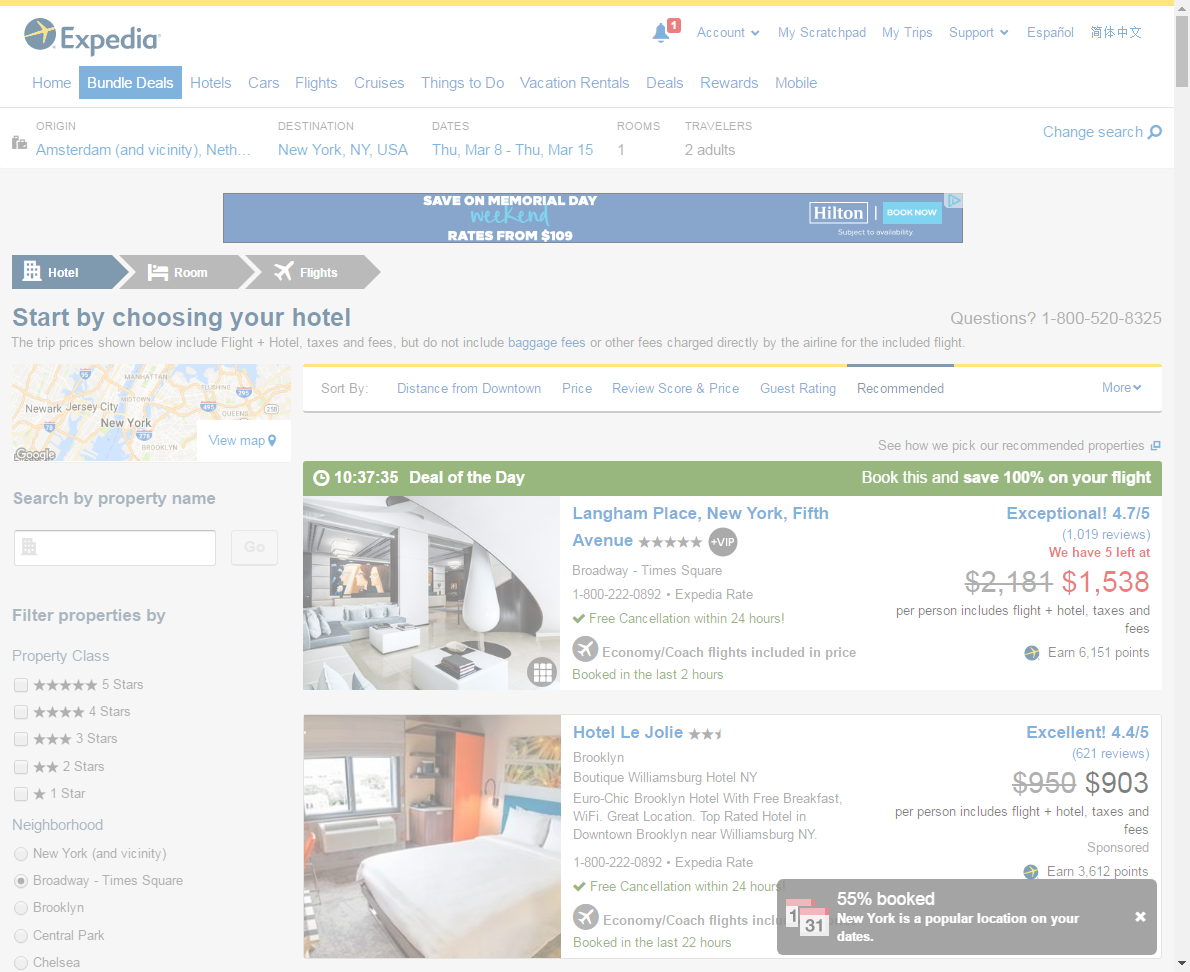 Expedia
1
Account
My Scratchpad
My Trips
Support
Español
简体中文
Home
Bundle Deals
Hotels
Cars
Flights
Cruises
Things to Do
Vacation Rentals
Deals
Rewards
Mobile
ORIGIN
Amsterdam (and vicinity), Neth...
DESTINATION
New York, NY, USA
DATES
Thu, Mar 8 - Thu, Mar 15
ROOMS
1
TRAVELERS
2 adults
Change search
SAVE ON MEMORIAL DAY
weekend
RATES FROM $109
Hilton
BOOK NOW
Subject to availability
Hotel
Room
Flights
Start by choosing your hotel
Questions? 1-800-520-8325
The trip prices shown below include Flight + Hotel, taxes and fees, but do not include baggage fees or other fees charged directly by the airline for the included flight.
MANHATTAN
FLUSHING
95
295
MIDTOWN
Newark
Jersey City
495
QUEENS
25B
New York
78
278
BROOKLYN
Google
View map
Sort By:
Distance from Downtown
Price
Review Score & Price
Guest Rating
Recommended
More
See how we pick our recommended properties
Search by property name
Go
Filter properties by
Property Class
5 Stars
4 Stars
3 Stars
2 Stars
1 Star
Neighborhood
New York (and vicinity)
Broadway - Times Square
Brooklyn
Central Park
Chelsea
10:37:35 Deal of the Day
Book this and save 100% on your flight
Langham Place, New York, Fifth
Avenue
+VIP
Broadway - Times Square
1-800-222-0892 • Expedia Rate
Free Cancellation within 24 hours!
Economy/Coach flights included in price
Booked in the last 2 hours
Exceptional! 4.7/5
(1,019 reviews)
We have 5 left at
$2,181 $1,538
per person includes flight + hotel, taxes and
fees
Earn 6,151 points
Hotel Le Jolie
Brooklyn
Boutique Williamsburg Hotel NY
Euro-Chic Brooklyn Hotel With Free Breakfast,
WiFi. Great Location. Top Rated Hotel in
Downtown Brooklyn near Williamsburg NY.
1-800-222-0892 • Expedia Rate
Free Cancellation within 24 hours!
Economy/Coach flights inclu
Booked in the last 22 hours
Excellent! 4.4/5
(621 reviews)
$950 $903
per person includes flight + hotel, taxes and
fees
Sponsored
Earn 3,612 points
1
31
55% booked
New York is a popular location on your
dates.